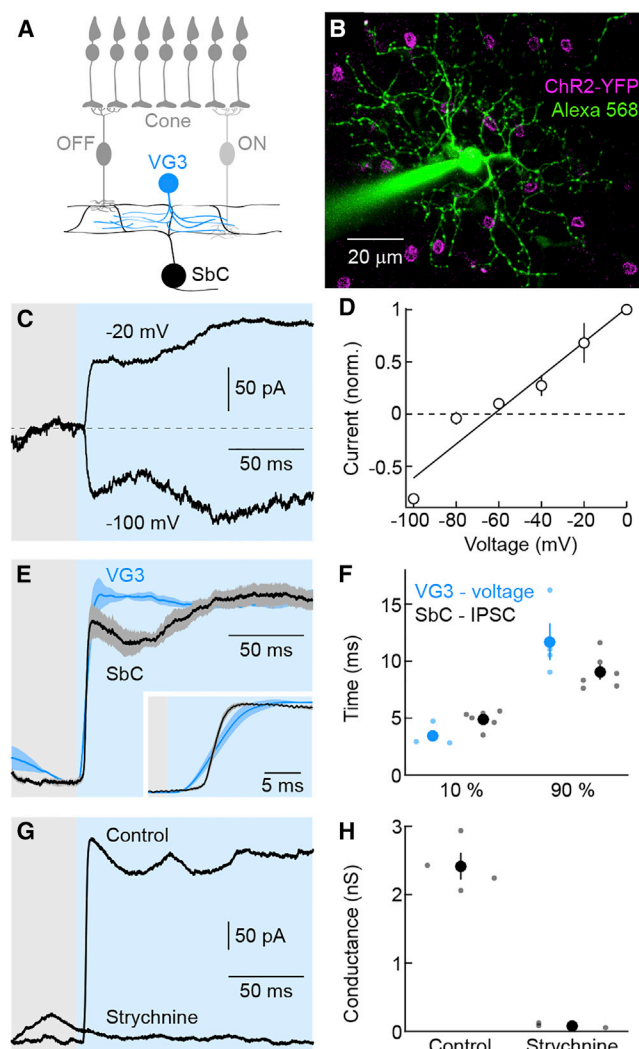 A
OFF
Cone
ON
VG3
SbC
B
ChR2-YFP
Alexa 568
20 μm
C
-20 mV
50 pA
50 ms
-100 mV
D
Current (norm.)
1
0.5
0
-0.5
-100 -80 -60 -40 -20 0
Voltage (mV)
E
VG3
SbC
50 ms
5 ms
F
VG3 - voltage
SbC - IPSC
Time (ms)
15
10
5
0
10 %
90 %
G
Control
50 pA
50 ms
Strychnine
H
Conductance (nS)
3
2
1
0
Control
Strychnine